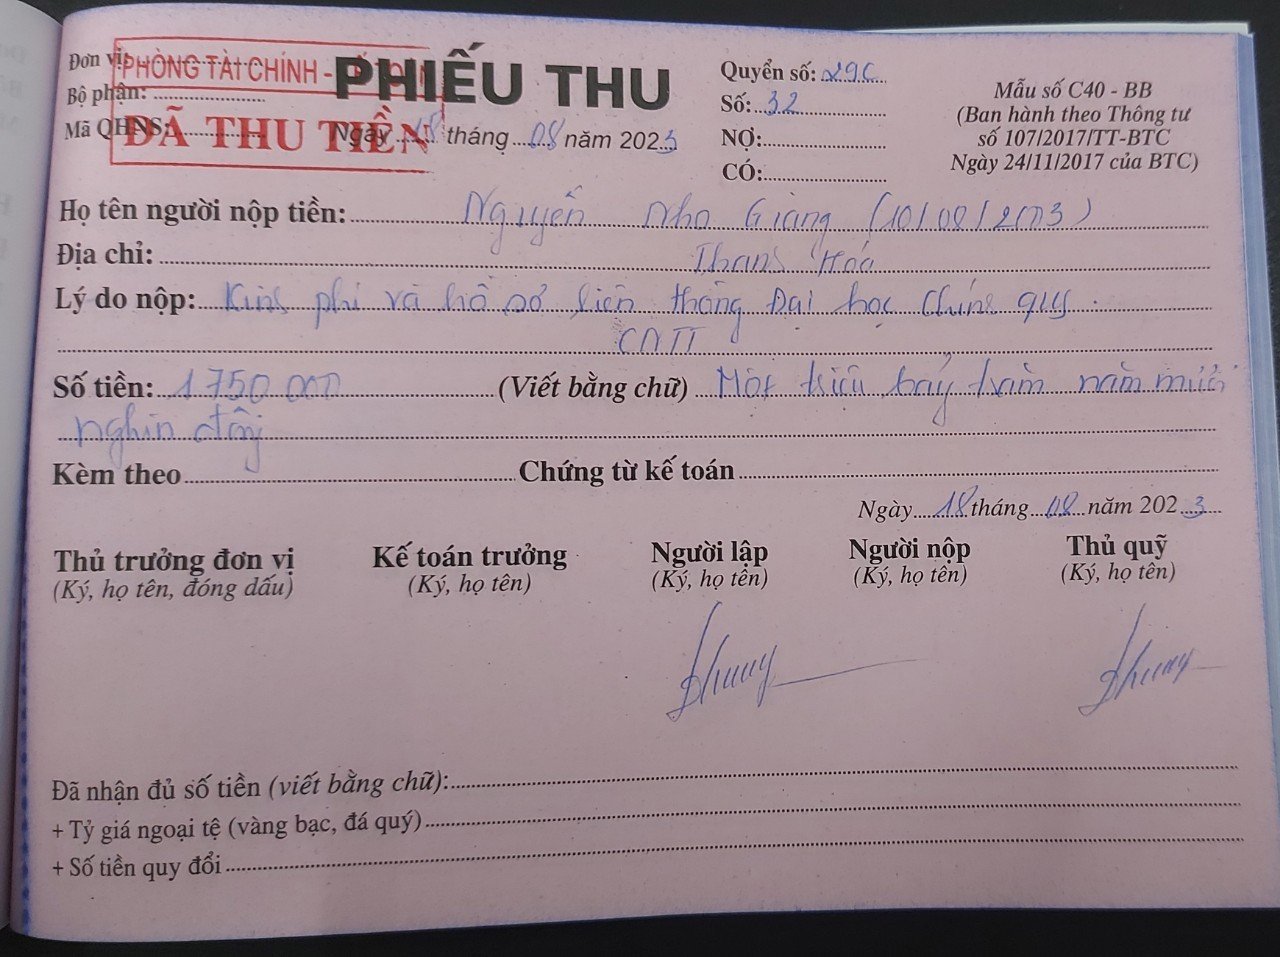 Đơn vị:
PHÒNG TÀI CHÍNH -
PHIẾU THU
Quyển số: 29C
Bộ phận:
Số: 32
Mẫu số C40 - BB
Mã QHNS:
ĐÃ THU TIỀN
Ngày 18 tháng 08 năm 2023
NỢ:
(Ban hành theo Thông tư
số 107/2017/TT-BTC
CÓ:
Ngày 24/11/2017 của BTC)
Họ tên người nộp tiền: Nguyễn Nho Giang (10/08/2003)
Địa chỉ: Thanh Hóa
Lý do nộp: Kinh phí và hồ sơ liên thông Đại học Chính quy.
CNTT
Số tiền: 1750 000 (Viết bằng chữ) Một triệu bảy trăm năm mươi
nghìn đồng
Kèm theo Chứng từ kế toán
Ngày 18 tháng 08 năm 2023
Thủ trưởng đơn vị Kế toán trưởng Người lập Người nộp Thủ quỹ
(Ký, họ tên, đóng dấu) (Ký, họ tên) (Ký, họ tên) (Ký, họ tên) (Ký, họ tên)
Đã nhận đủ số tiền (viết bằng chữ):
+ Tỷ giá ngoại tệ (vàng bạc, đá quý)
+ Số tiền quy đổi